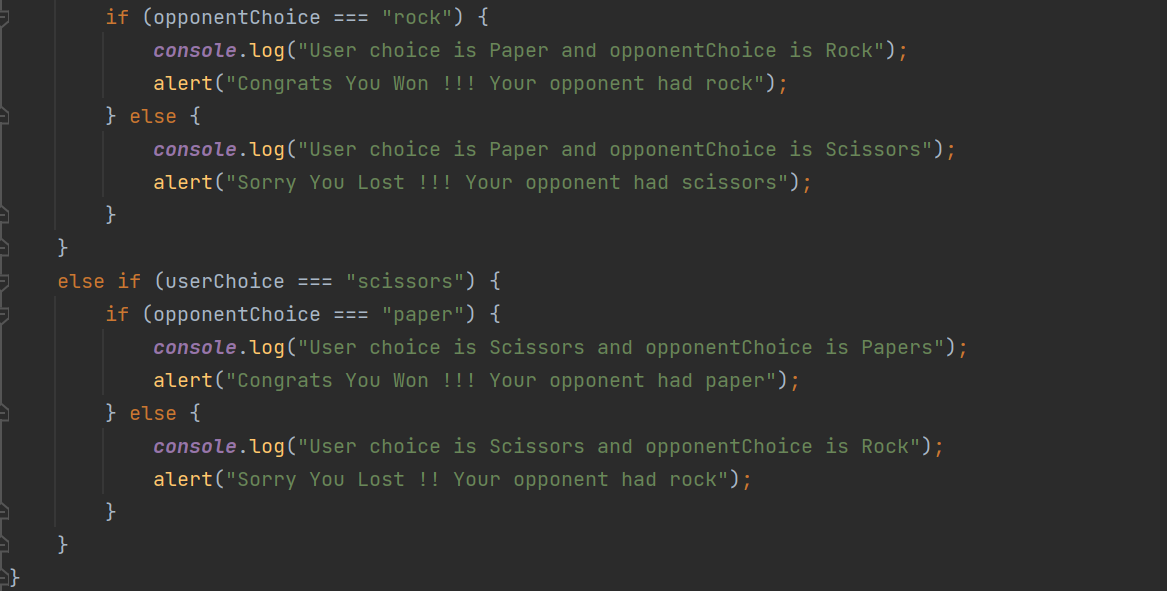 if (opponentChoice === "rock") {
console.log("User choice is Paper and opponentChoice is Rock");
alert("Congrats You Won !!! Your opponent had rock");
} else {
console.log("User choice is Paper and opponentChoice is Scissors");
alert("Sorry You Lost !!! Your opponent had scissors");
}
}
else if (userChoice === "scissors") {
if (opponentChoice === "paper") {
console.log("User choice is Scissors and opponentChoice is Papers");
alert("Congrats You Won !!! Your opponent had paper");
} else {
console.log("User choice is Scissors and opponentChoice is Rock");
alert("Sorry You Lost !! Your opponent had rock");
}
}
}